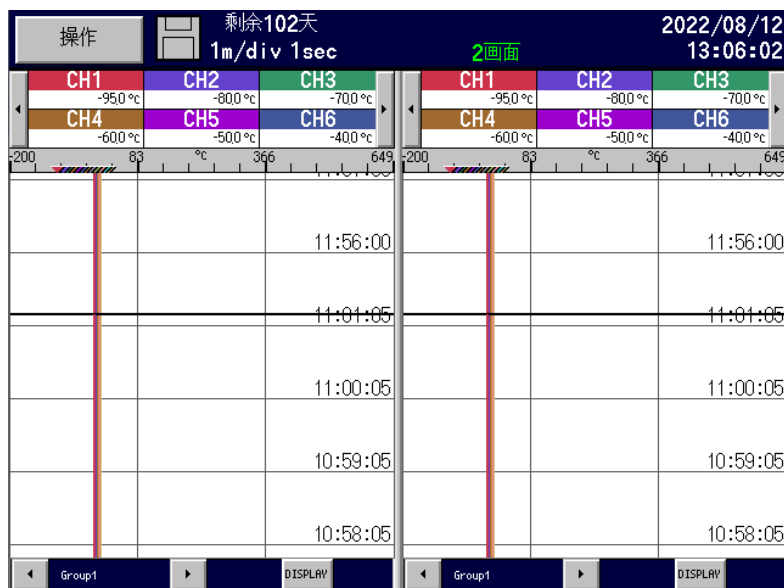 操作
剩余102天
1m/div 1sec
2画面
2022/08/12
13:06:02
CH1 CH2 CH3
-95.0 °C -80.0 °C -70.0 °C
CH4 CH5 CH6
-60.0 °C -50.0 °C -40.0 °C
-200 83 °C 366 649
11:56:00
11:01:05
11:00:05
10:59:05
10:58:05
Group1 DISPLAY
CH1 CH2 CH3
-95.0 °C -80.0 °C -70.0 °C
CH4 CH5 CH6
-60.0 °C -50.0 °C -40.0 °C
-200 83 °C 366 649
11:56:00
11:01:05
11:00:05
10:59:05
10:58:05
Group1 DISPLAY